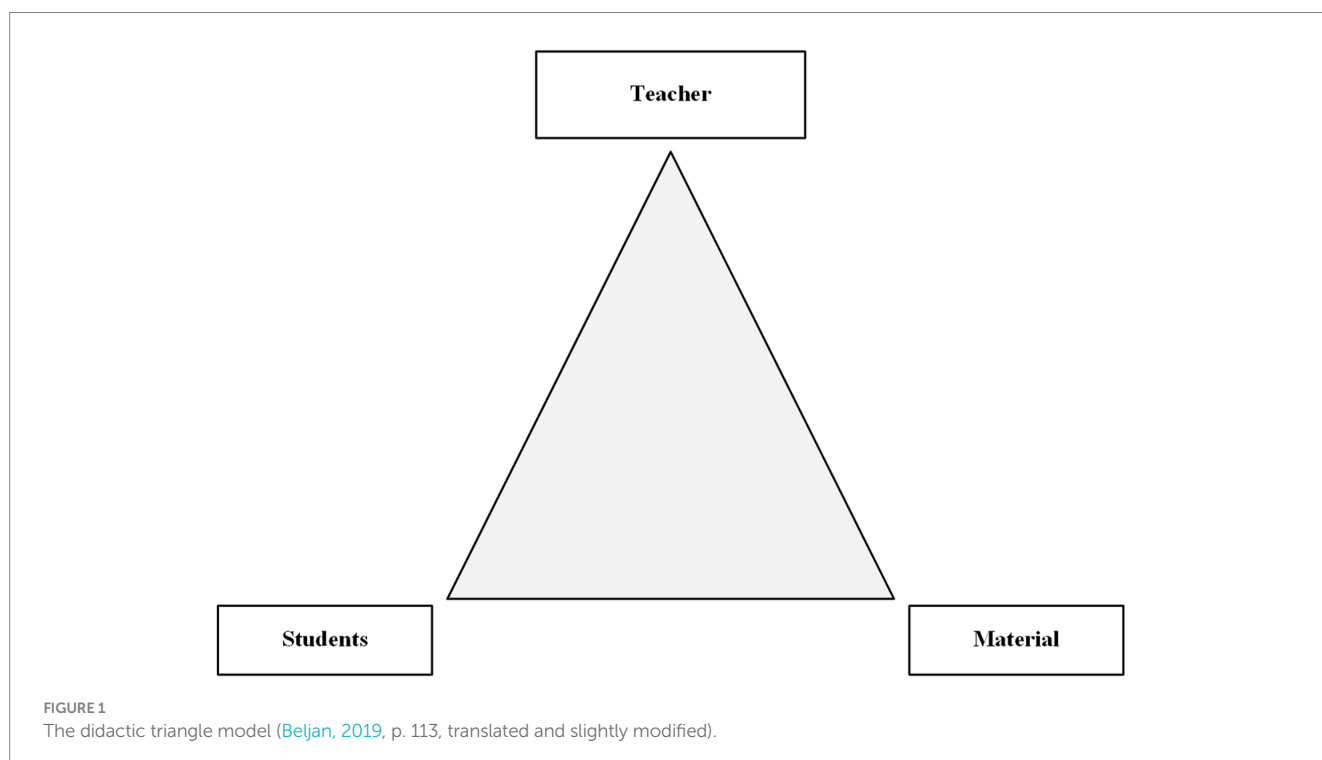 Teacher
Students
Material
FIGURE 1
The didactic triangle model (Beljan, 2019, p. 113, translated and slightly modified).